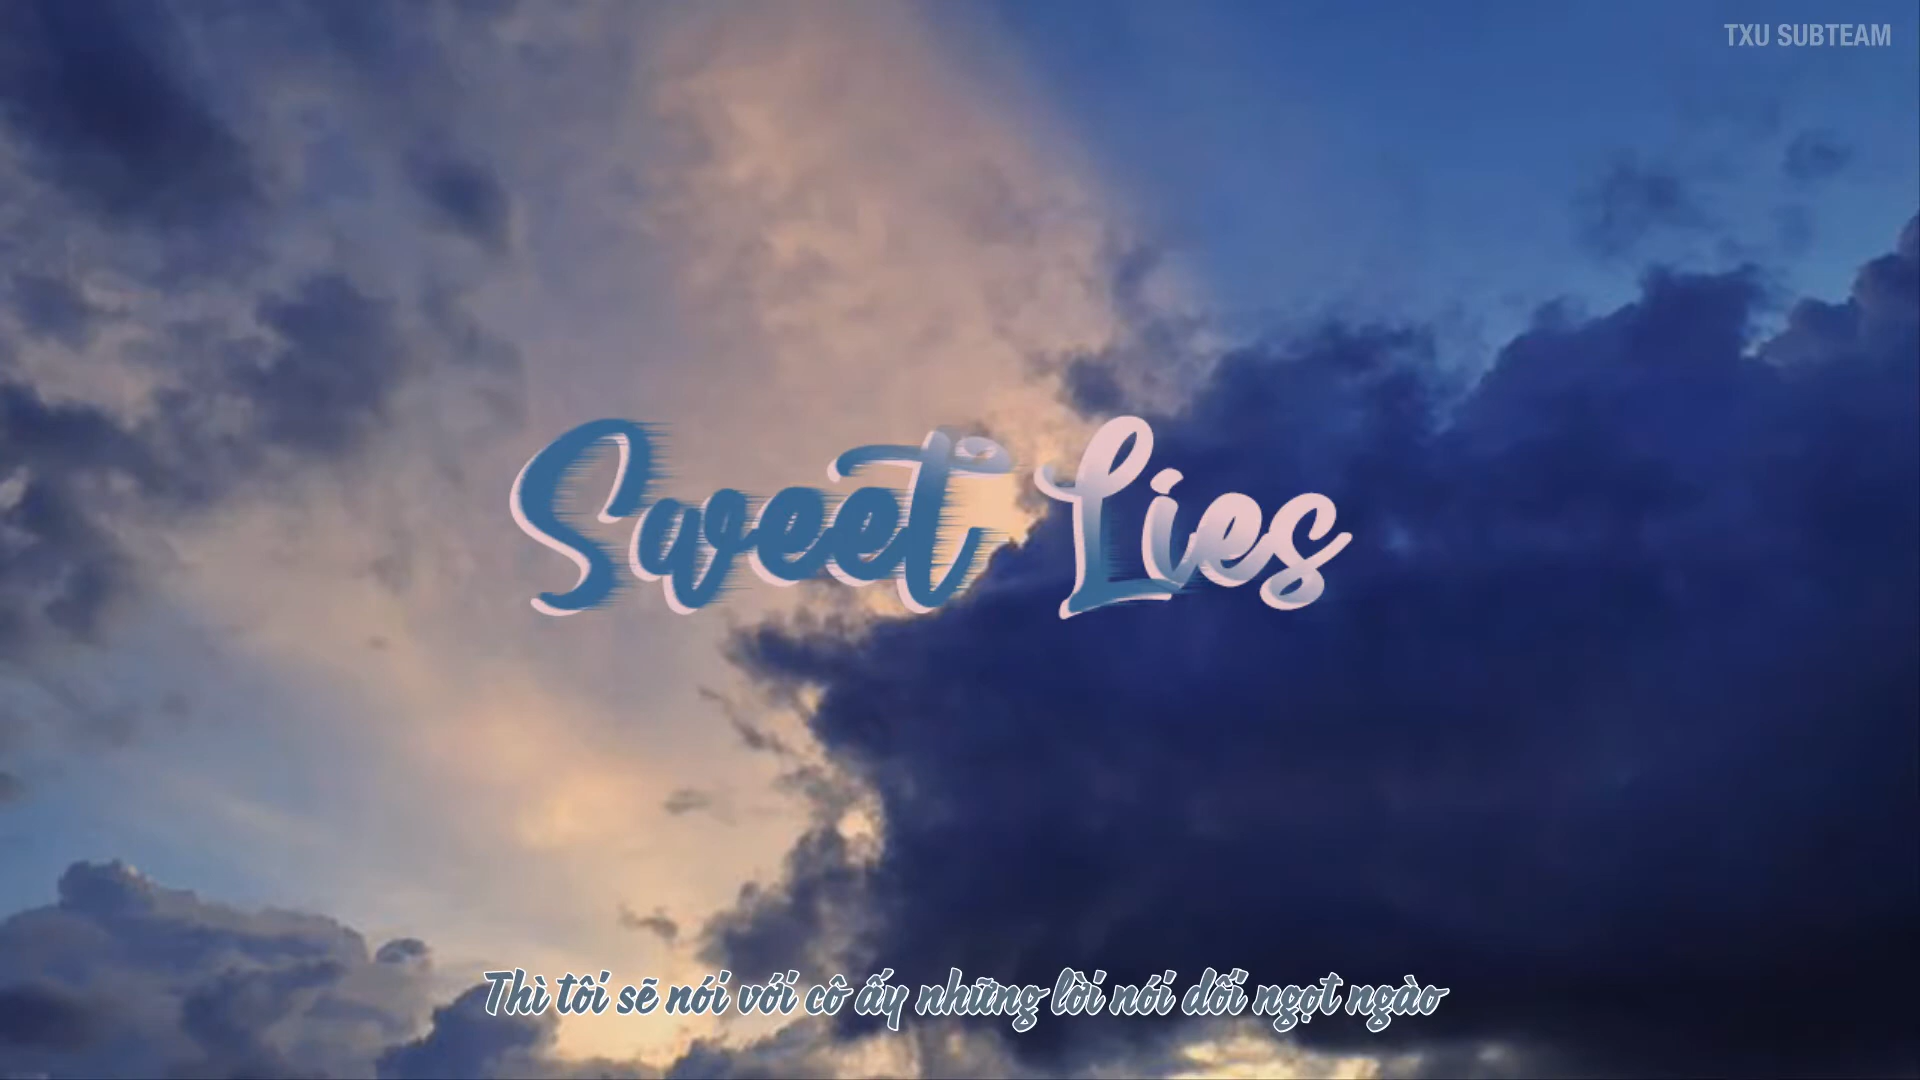 TXU SUBTEAM
Sweet Lies
Thì tôi sẽ nói với cô ấy những lời nói dối ngọt ngào